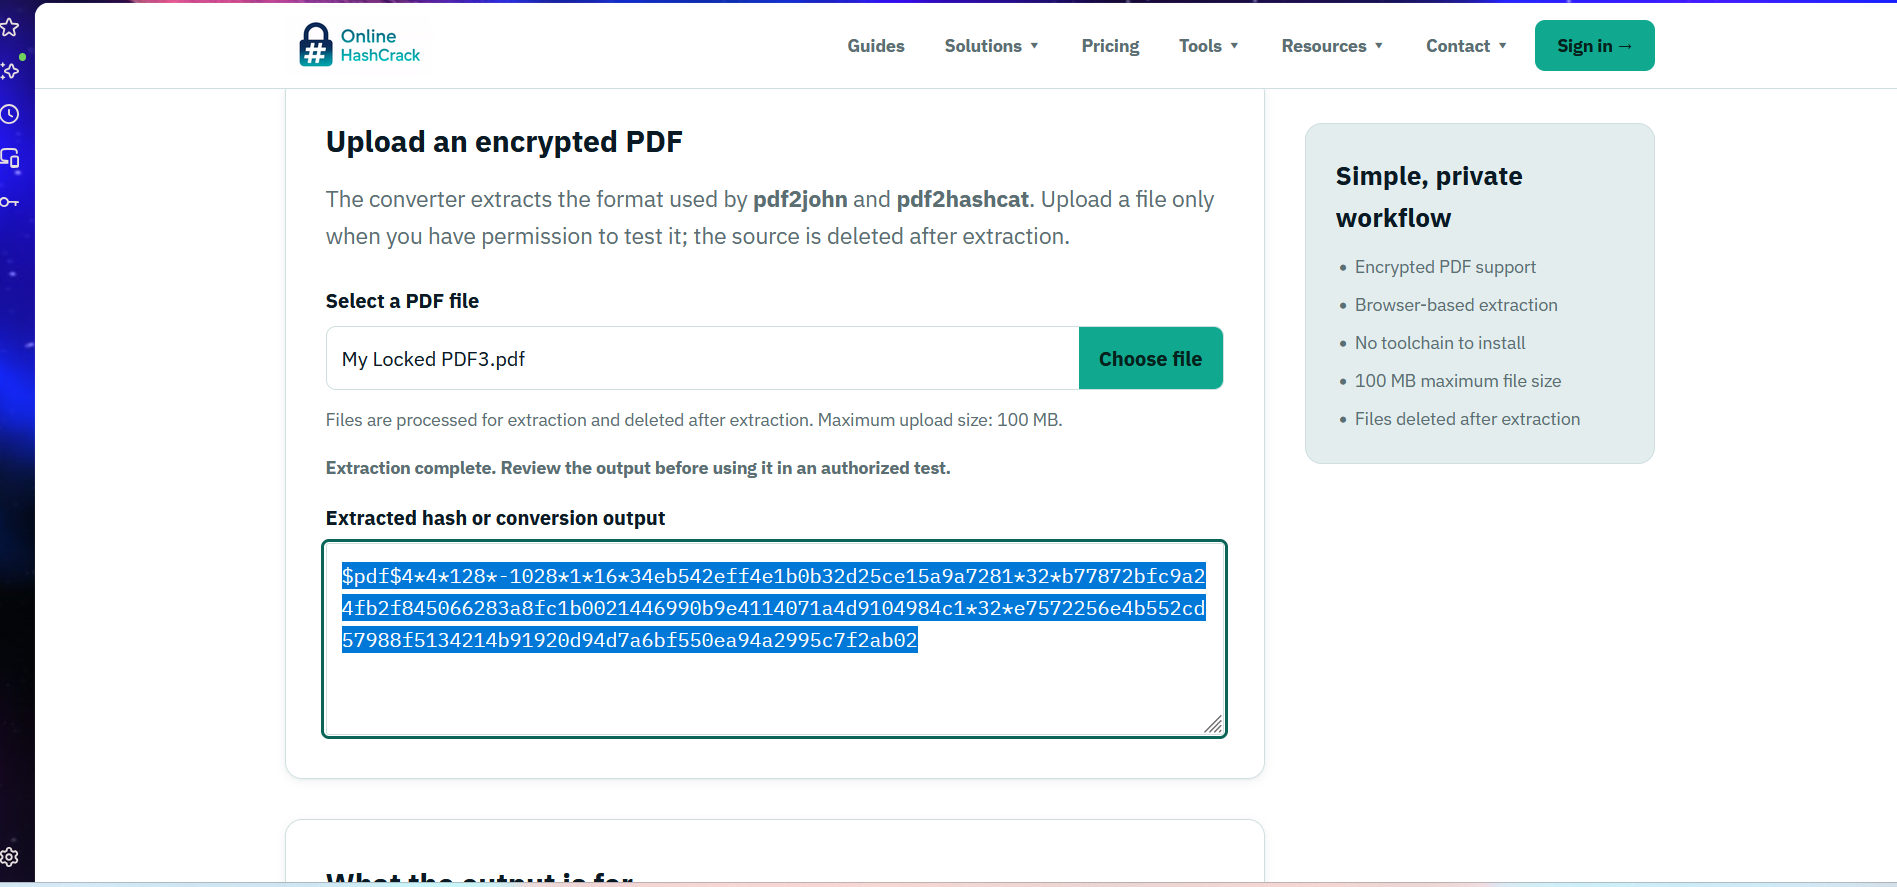 Online
HashCrack
Guides
Solutions ▼
Pricing
Tools ▼
Resources ▼
Contact ▼
Sign in →
Upload an encrypted PDF
The converter extracts the format used by pdf2john and pdf2hashcat. Upload a file only
when you have permission to test it; the source is deleted after extraction.
Select a PDF file
My Locked PDF3.pdf
Choose file
Files are processed for extraction and deleted after extraction. Maximum upload size: 100 MB.
Extraction complete. Review the output before using it in an authorized test.
Extracted hash or conversion output
$pdf$4*4*128*-1028*1*16*34eb542eff4e1b0b32d25ce15a9a7281*32*b77872bfc9a2
4fb2f845066283a8fc1b0021446990b9e4114071a4d9104984c1*32*e7572256e4b552cd
57988f5134214b91920d94d7a6bf550ea94a2995c7f2ab02
What the output is for
Simple, private
workflow
• Encrypted PDF support
• Browser-based extraction
• No toolchain to install
• 100 MB maximum file size
• Files deleted after extraction